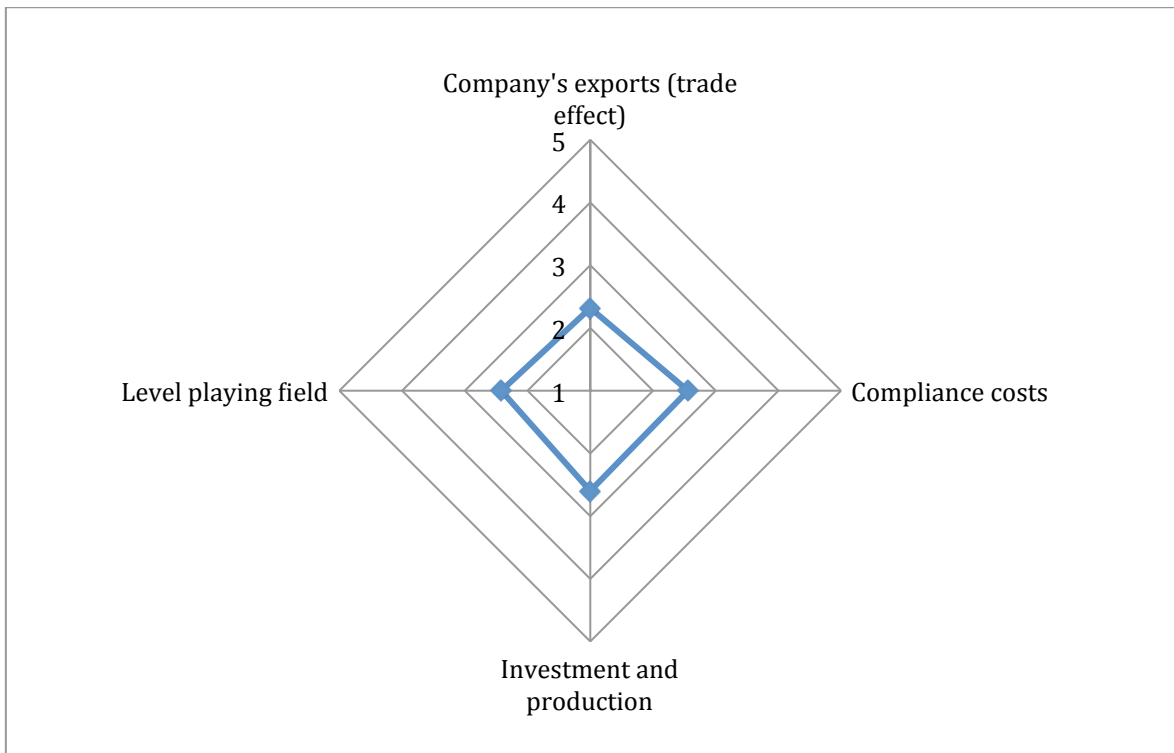 Company's exports (trade
effect)
5
4
3
2
1
Level playing field
Compliance costs
Investment and
production